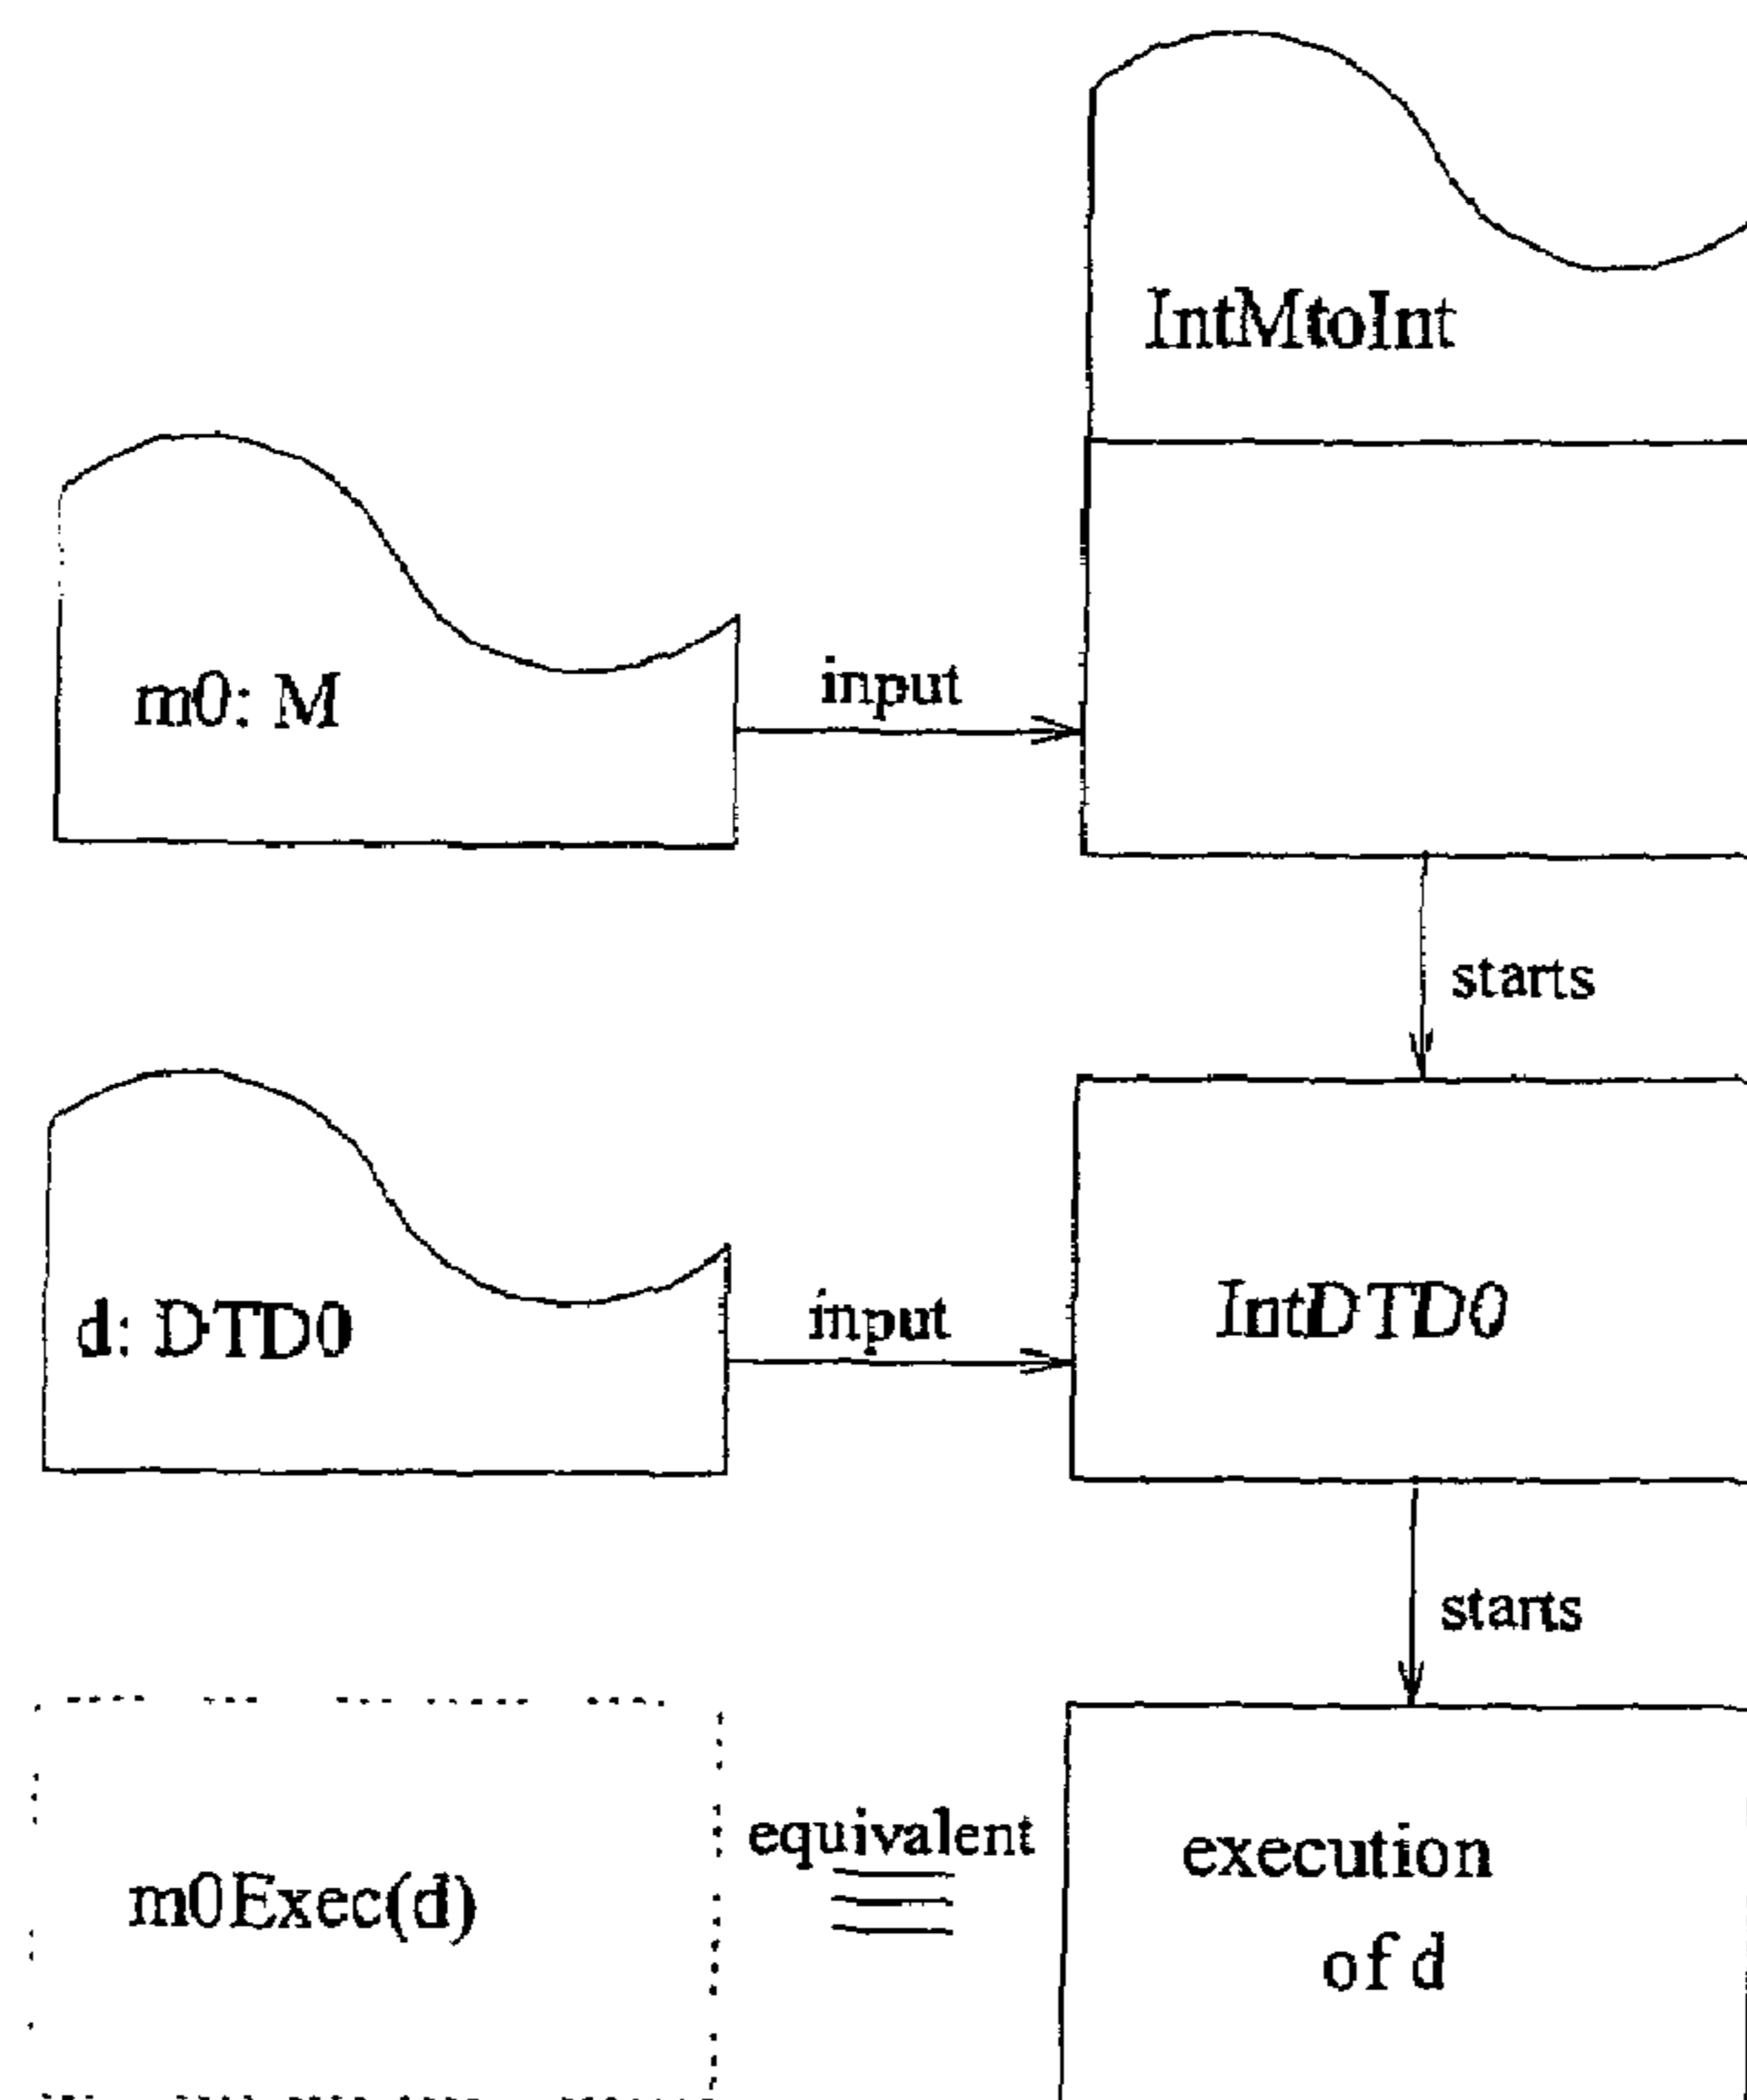 IntMtoInt
m0: M
input
starts
d: DTD0
input
IntDTD0
starts
m0Exec(d)
equivalent
execution
of d